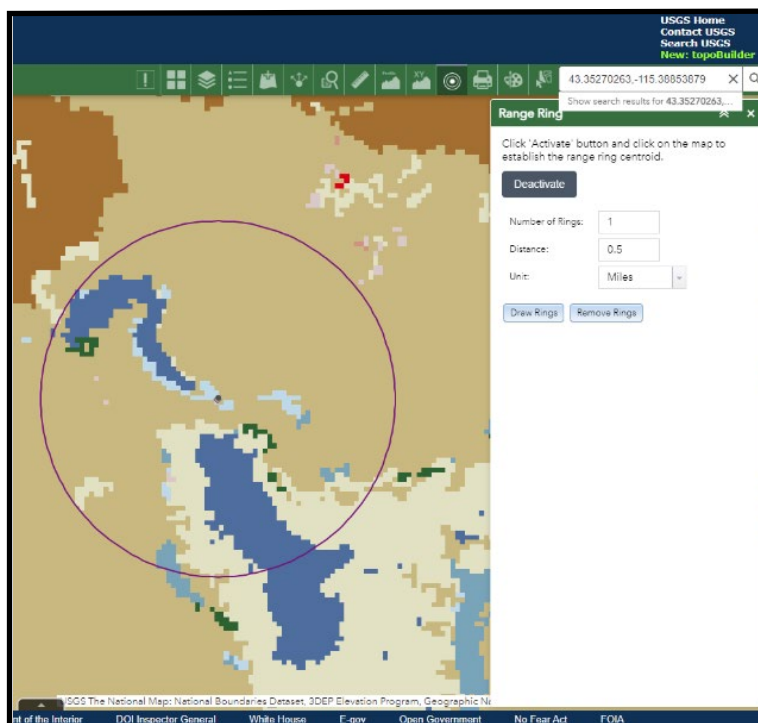 USGS Home
Contact USGS
Search USGS
New: topoBuilder
43.35270263,-115.38853879
Show search results for 43.35270263,...
Range Ring
Click 'Activate' button and click on the map to
establish the range ring centroid.
Deactivate
Number of Rings: 1
Distance: 0.5
Unit: Miles
Draw Rings Remove Rings
USGS The National Map: National Boundaries Dataset, 3DEP Elevation Program, Geographic Na
nt of the Interior DOI Inspector General White House E-gov Open Government No Fear Act FOIA